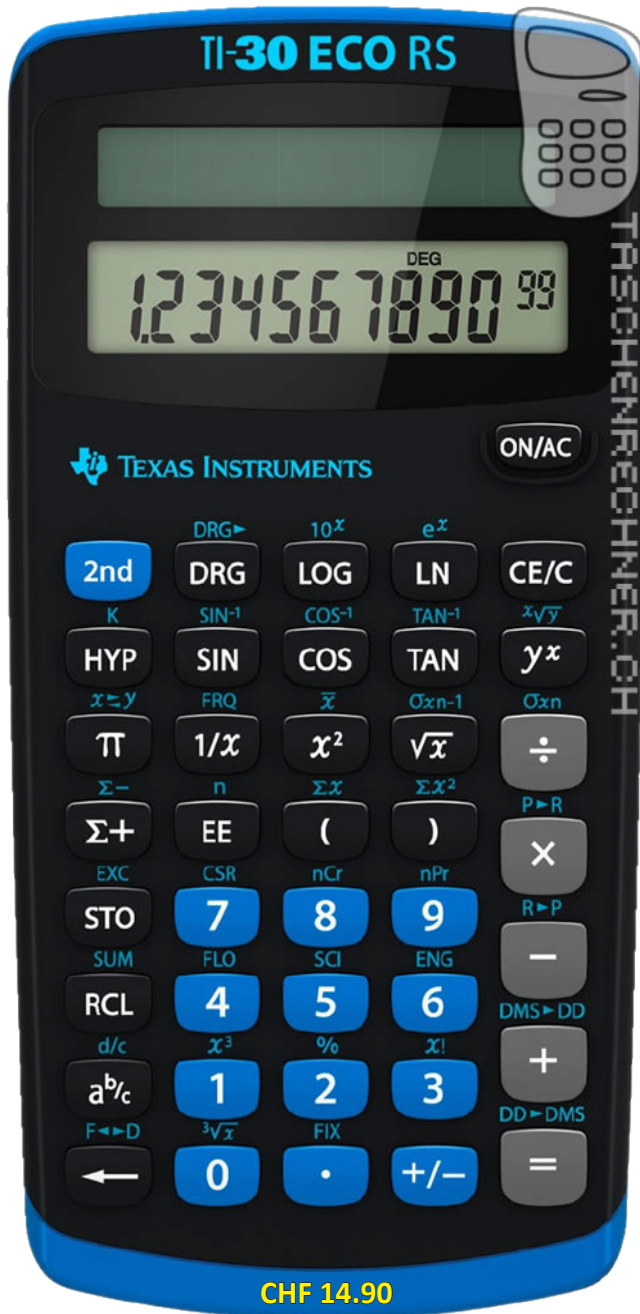 TI-30 ECO RS
DEG
1.234567890 99
TASCHENRECHNER.CH
ON/AC
TEXAS INSTRUMENTS
DRG► 10ˣ eˣ
2nd DRG LOG LN CE/C
K SIN⁻¹ COS⁻¹ TAN⁻¹ ˣ√y
HYP SIN COS TAN yˣ
x⇆y FRQ x̄ σxn-1 σxn
π 1/x x² √x ÷
Σ− n Σx Σx² P►R
Σ+ EE ( ) ×
EXC CSR nCr nPr R►P
STO 7 8 9 −
SUM FLO SCI ENG DMS►DD
RCL 4 5 6 +
d/c x³ % x! DD►DMS
aᵇ/c 1 2 3 =
F◄►D ³√x FIX
← 0 . +/−
CHF 14.90